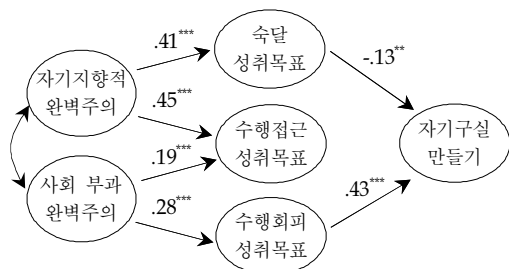 .41***
숙달
성취목표
-.13**
자기지향적
완벽주의
.45***
수행접근
성취목표
자기구실
만들기
.19***
사회 부과
완벽주의
.28***
.43***
수행회피
성취목표